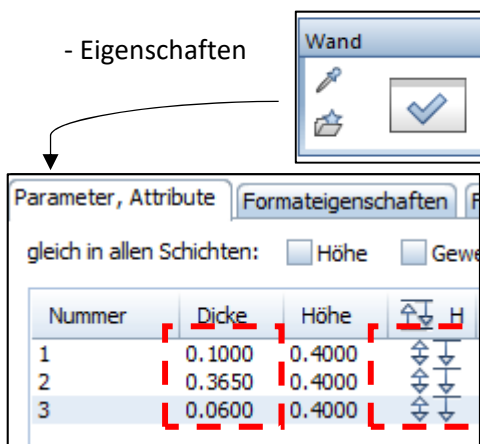 Wand
- Eigenschaften
Parameter, Attribute Formateigenschaften
gleich in allen Schichten: Höhe
Nummer Dicke Höhe H
1 0.1000 0.4000
2 0.3650 0.4000
3 0.0600 0.4000